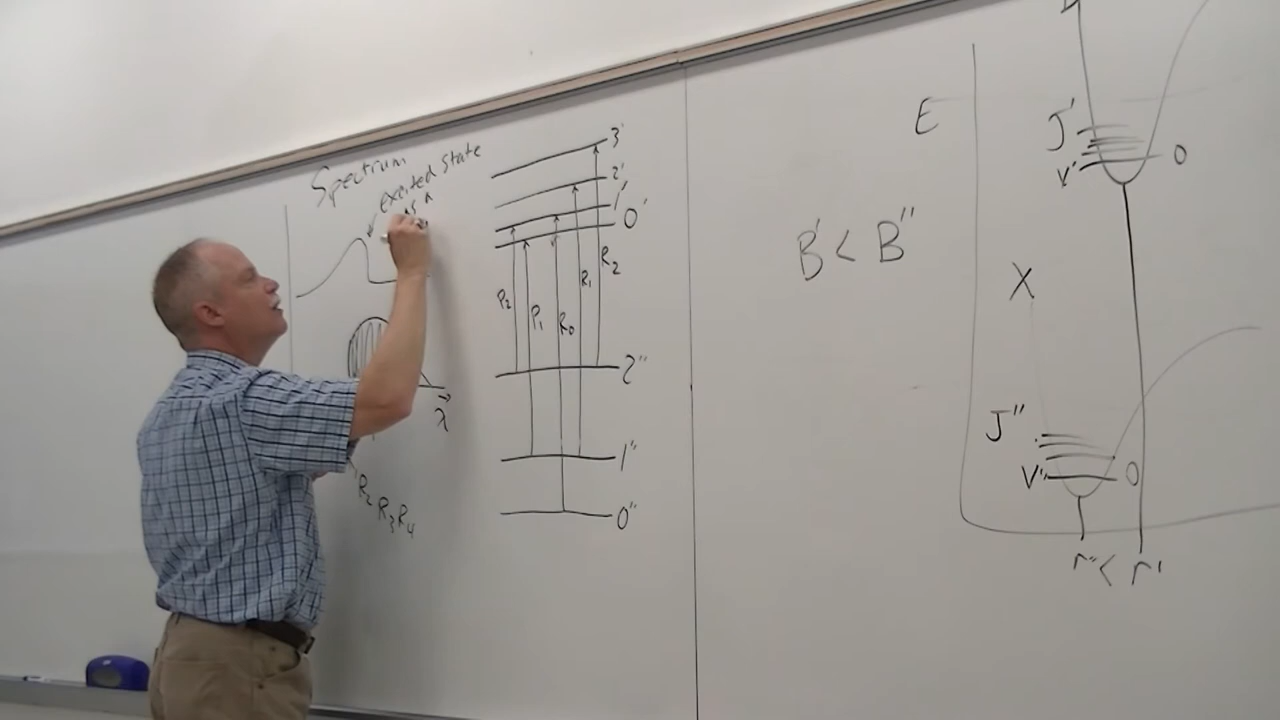 Spectrum
excited state
λ
R₂ R₃ R₄
3'
2'
1'
0'
P₂
P₁
R₀
R₁
R₂
2"
1"
0"
B' < B"
E
J'
V'
0
X
J"
V"
0
r" < r'